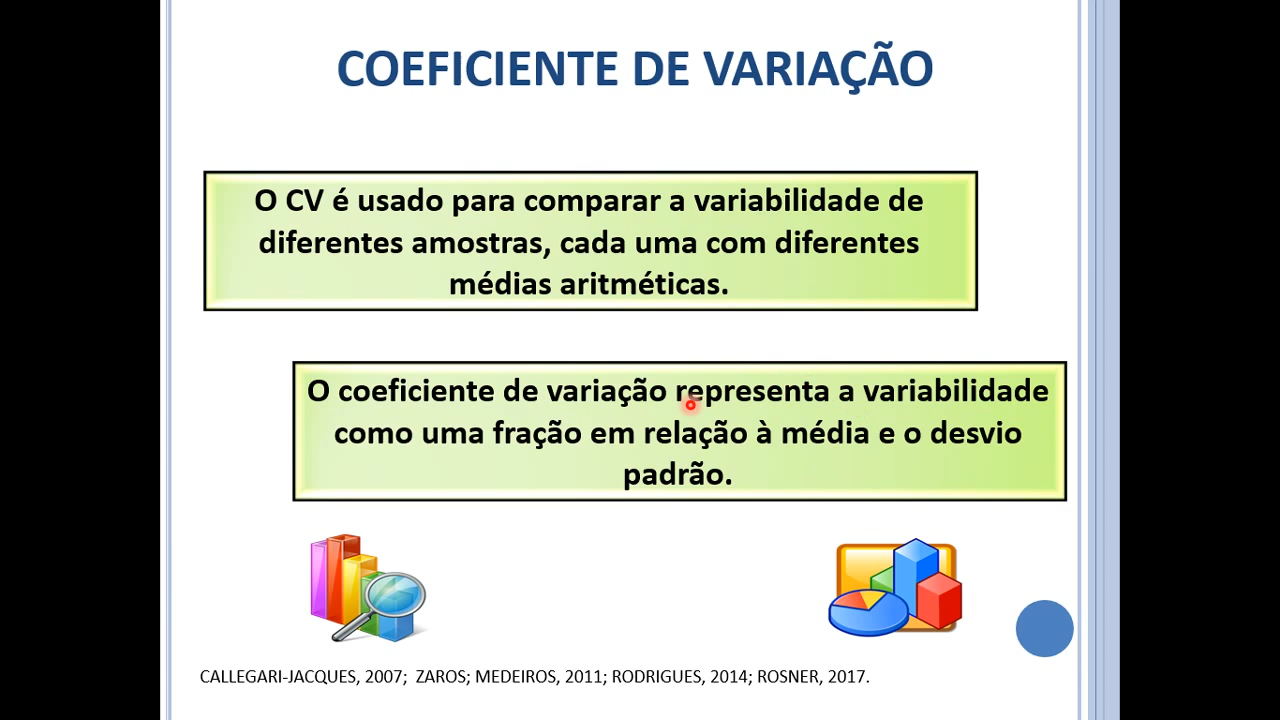 COEFICIENTE DE VARIAÇÃO
O CV é usado para comparar a variabilidade de
diferentes amostras, cada uma com diferentes
médias aritméticas.
O coeficiente de variação representa a variabilidade
como uma fração em relação à média e o desvio
padrão.
CALLEGARI-JACQUES, 2007;  ZAROS; MEDEIROS, 2011; RODRIGUES, 2014; ROSNER, 2017.